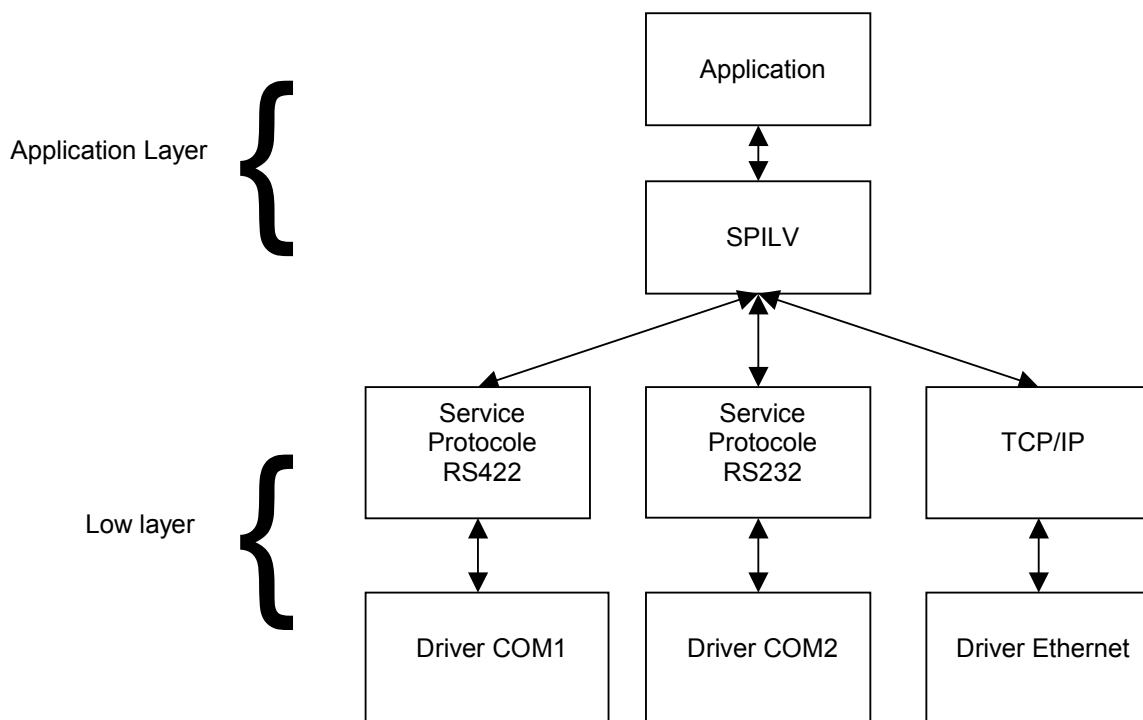 Application
Application Layer
SPILV
Service
Protocole
RS422
Service
Protocole
RS232
TCP/IP
Low layer
Driver COM1
Driver COM2
Driver Ethernet